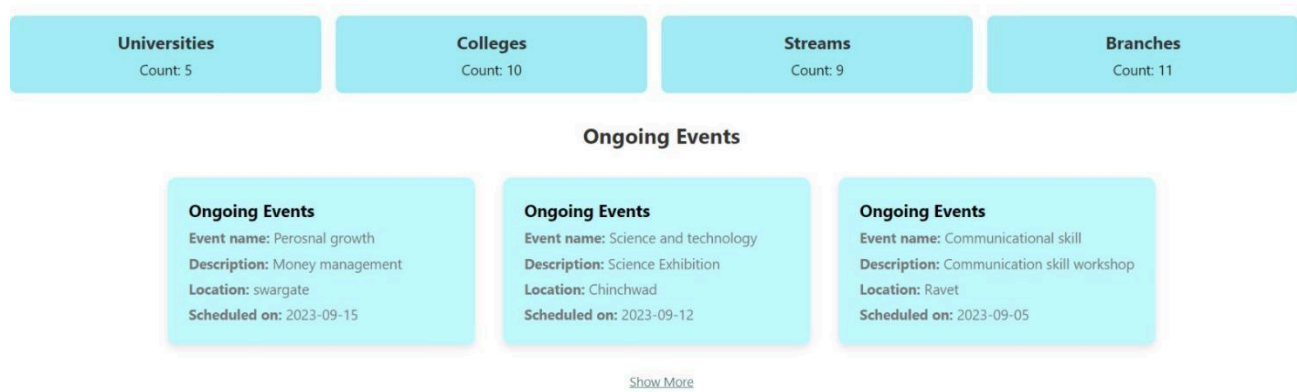 Universities
Count: 5
Colleges
Count: 10
Streams
Count: 9
Branches
Count: 11
Ongoing Events
Ongoing Events
Event name: Perosnal growth
Description: Money management
Location: swargate
Scheduled on: 2023-09-15
Ongoing Events
Event name: Science and technology
Description: Science Exhibition
Location: Chinchwad
Scheduled on: 2023-09-12
Ongoing Events
Event name: Communicational skill
Description: Communication skill workshop
Location: Ravet
Scheduled on: 2023-09-05
Show More